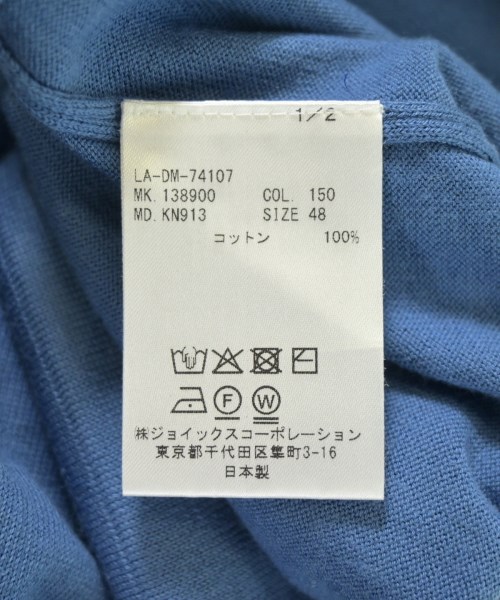 1/2
LA-DM-74107
MK. 138900 COL. 150
MD. KN913 SIZE 48
コットン 100%
F W
㈱ジョイックスコーポレーション
東京都千代田区隼町3-16
日本製